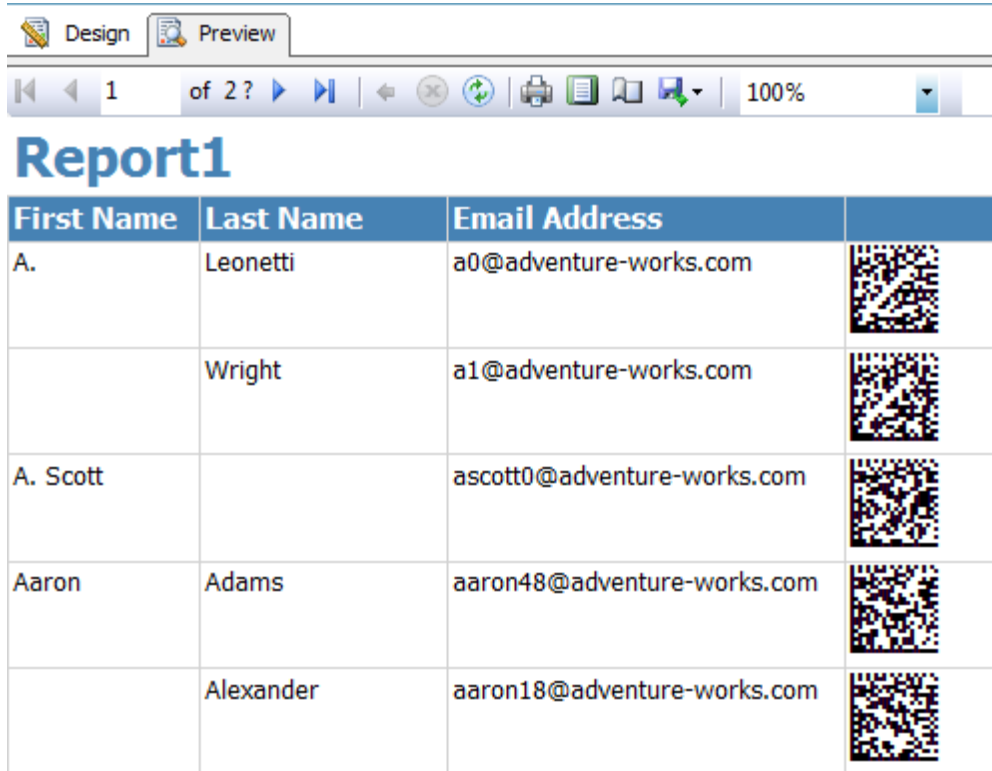 Design Preview
1 of 2 ? 100%
Report1
First Name Last Name Email Address
A. Leonetti a0@adventure-works.com
Wright a1@adventure-works.com
A. Scott ascott0@adventure-works.com
Aaron Adams aaron48@adventure-works.com
Alexander aaron18@adventure-works.com